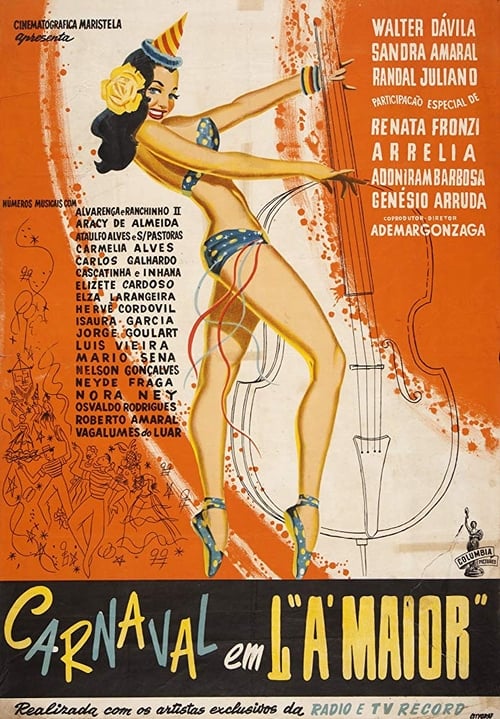 CINEMATOGRAFICA MARISTELA
apresenta
WALTER DÁVILA
SANDRA AMARAL
RANDAL JULIANO
PARTICIPAÇÃO ESPECIAL DE
RENATA FRONZI
ARRELIA
ADONIRAM BARBOSA
GENÉSIO ARRUDA
COPRODUTOR-DIRETOR
ADEMAR GONZAGA
NÚMEROS MUSICAIS COM
ALVARENGA e RANCHINHO II
ARACY DE ALMEIDA
ATAULFO ALVES e S/PASTORAS
CARMELIA ALVES
CARLOS GALHARDO
CASCATINHA e INHANA
ELIZETE CARDOSO
ELZA LARANGEIRA
HERVÊ CORDOVIL
ISAURA GARCIA
JORGE GOULART
LUIS VIEIRA
MARIO SENA
NELSON GONÇALVES
NEYDE FRAGA
NORA NEY
OSVALDO RODRIGUES
ROBERTO AMARAL
VAGALUMES do LUAR
COLUMBIA
PICTURES
CARNAVAL em L"A" MAIOR"
Realizada com os artistas exclusivos da RADIO E TV RECORD